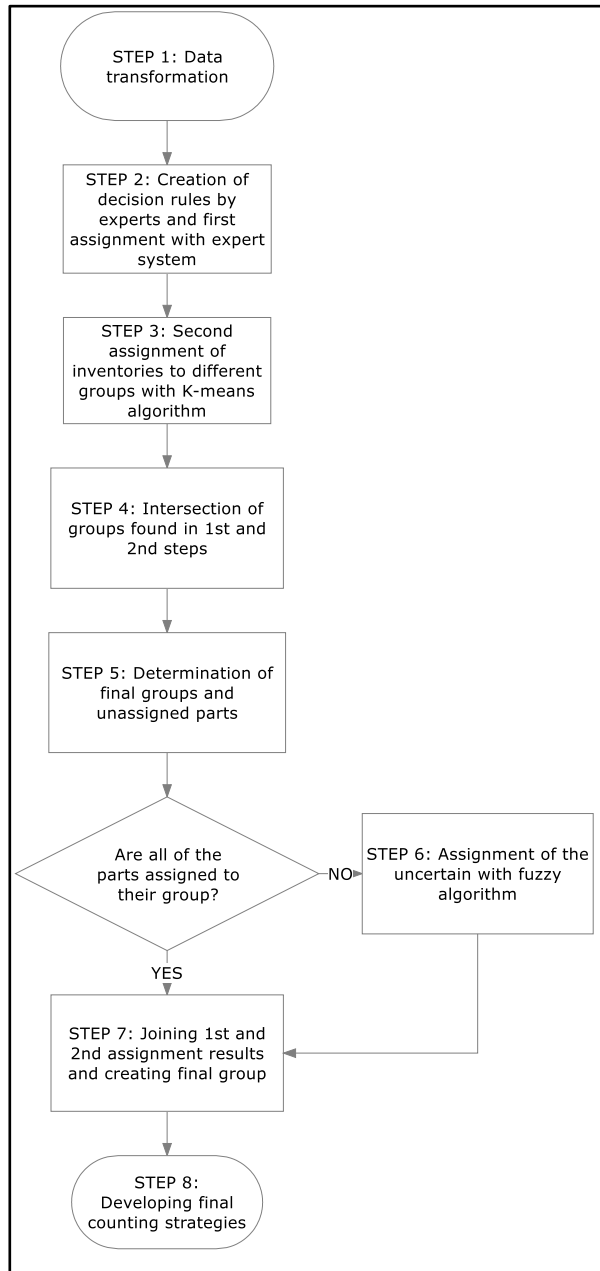 STEP 1: Data
transformation
STEP 2: Creation of
decision rules by
experts and first
assignment with expert
system
STEP 3: Second
assignment of
inventories to different
groups with K-means
algorithm
STEP 4: Intersection of
groups found in 1st and
2nd steps
STEP 5: Determination of
final groups and
unassigned parts
Are all of the
parts assigned to
their group?
NO
STEP 6: Assignment of the
uncertain with fuzzy
algorithm
YES
STEP 7: Joining 1st and
2nd assignment results
and creating final group
STEP 8:
Developing final
counting strategies